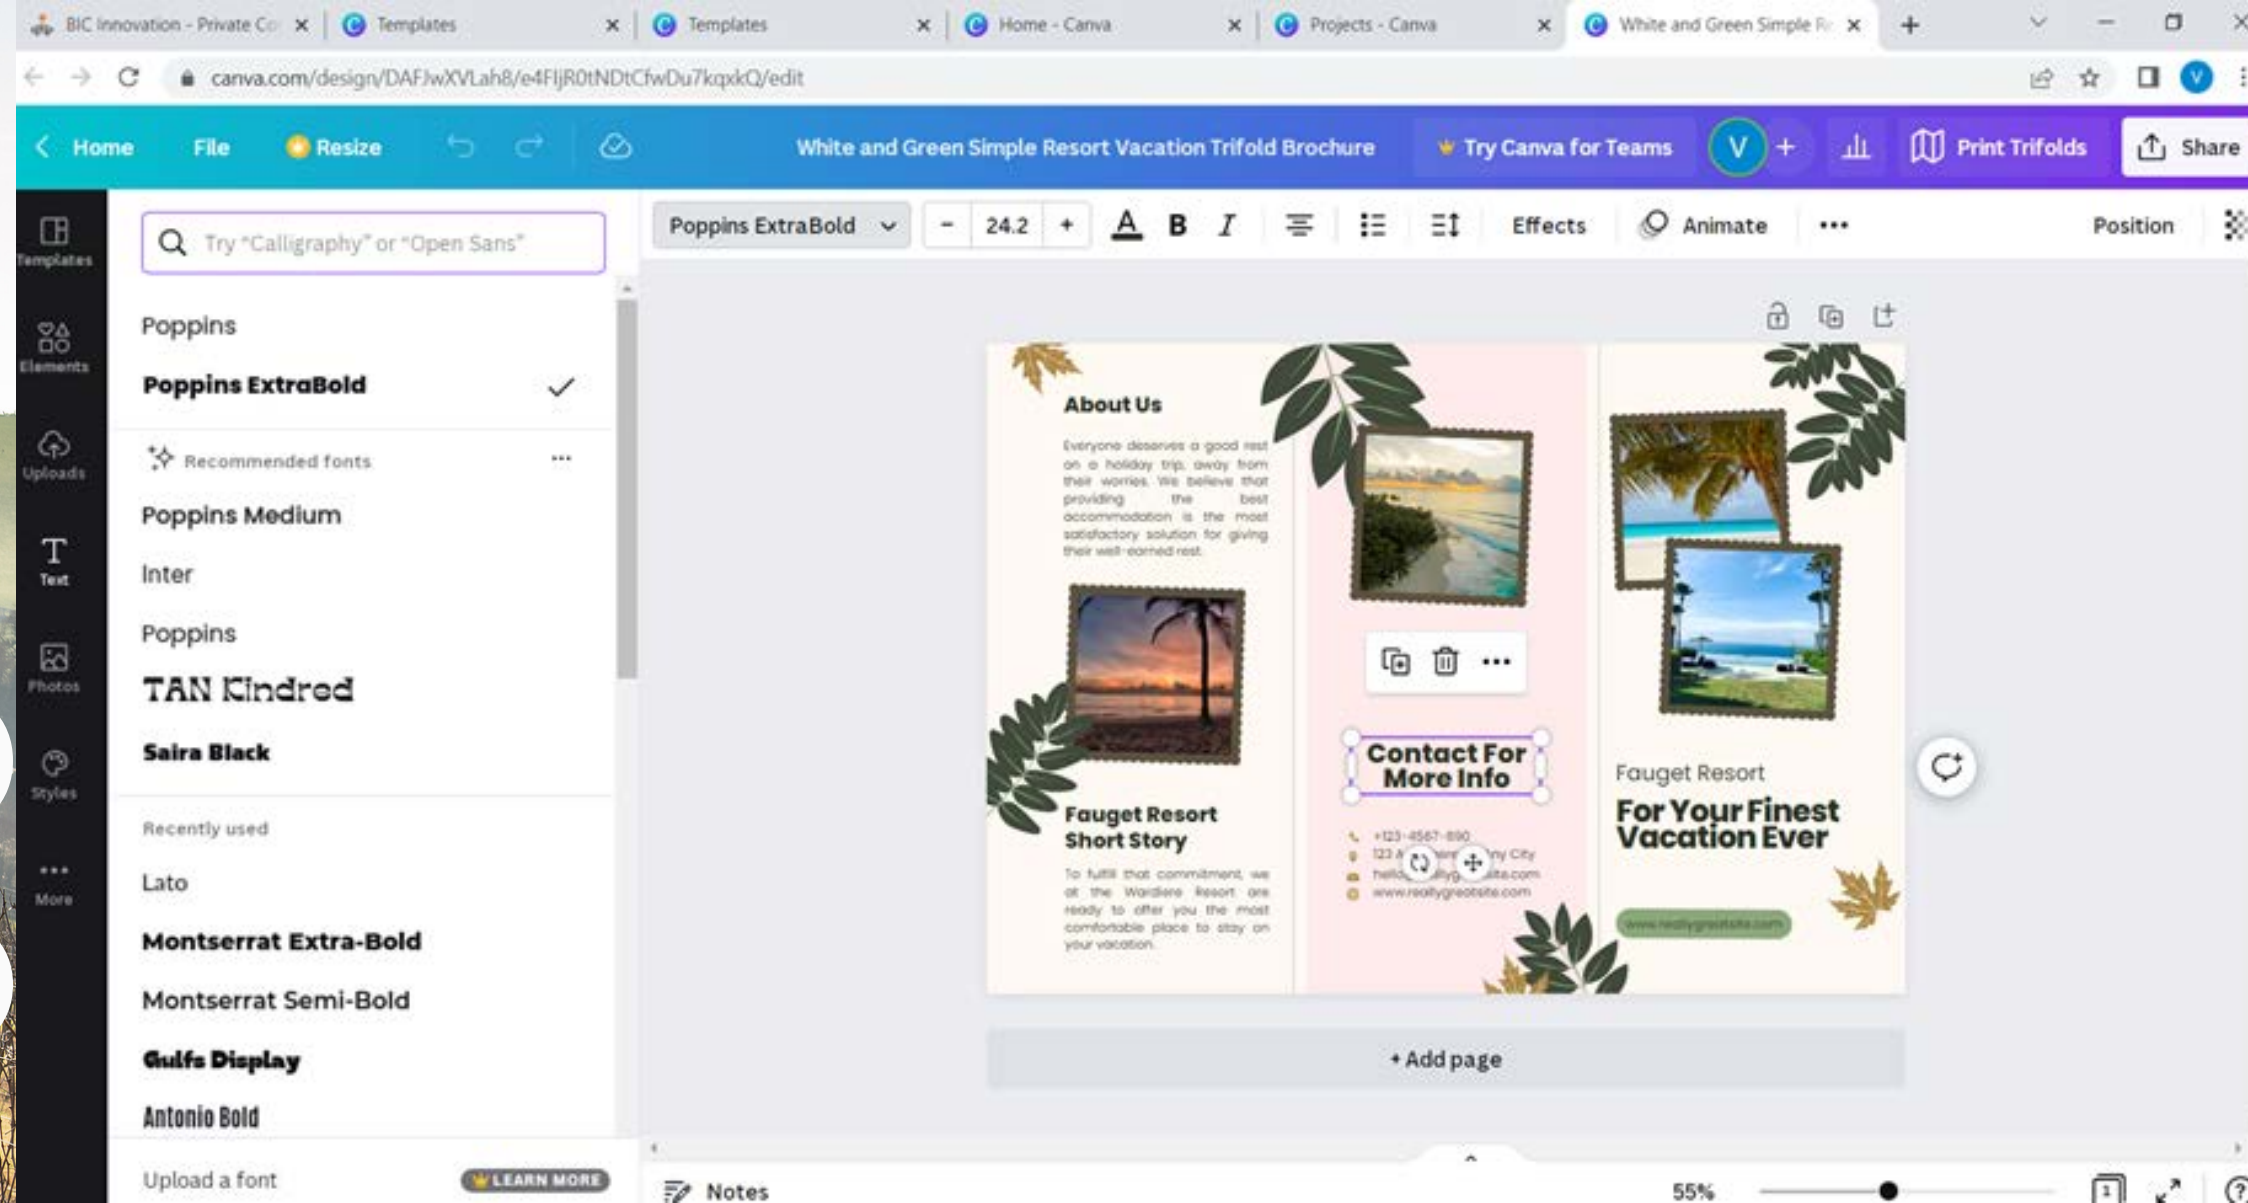 BIC Innovation - Private Co
Templates
Templates
Home - Canva
Projects - Canva
White and Green Simple Re
canva.com/design/DAFJwXVLah8/e4FIjR0tNDtCfwDu7kqxkQ/edit
V
Home
File
Resize
White and Green Simple Resort Vacation Trifold Brochure
Try Canva for Teams
V
+
Print Trifolds
Share
Templates
Elements
Uploads
Text
Photos
Styles
More
Try "Calligraphy" or "Open Sans"
Poppins
Poppins ExtraBold
Recommended fonts
Poppins Medium
Inter
Poppins
TAN Kindred
Saira Black
Recently used
Lato
Montserrat Extra-Bold
Montserrat Semi-Bold
Gulfs Display
Antonio Bold
Upload a font
LEARN MORE
Poppins ExtraBold
- 24.2 +
A B I
Effects
Animate
Position
About Us
Everyone deserves a good rest
on a holiday trip, away from
their worries. We believe that
providing the best
accommodation is the most
satisfactory solution for giving
their well-earned rest.
Fauget Resort
Short Story
To fulfill that commitment, we
at the Wardiere Resort are
ready to offer you the most
comfortable place to stay on
your vacation.
Contact For
More Info
+123-4567-890
123 City
www.reallygreatsite.com
Fauget Resort
For Your Finest
Vacation Ever
www.reallygreatsite.com
+ Add page
Notes
55%
1